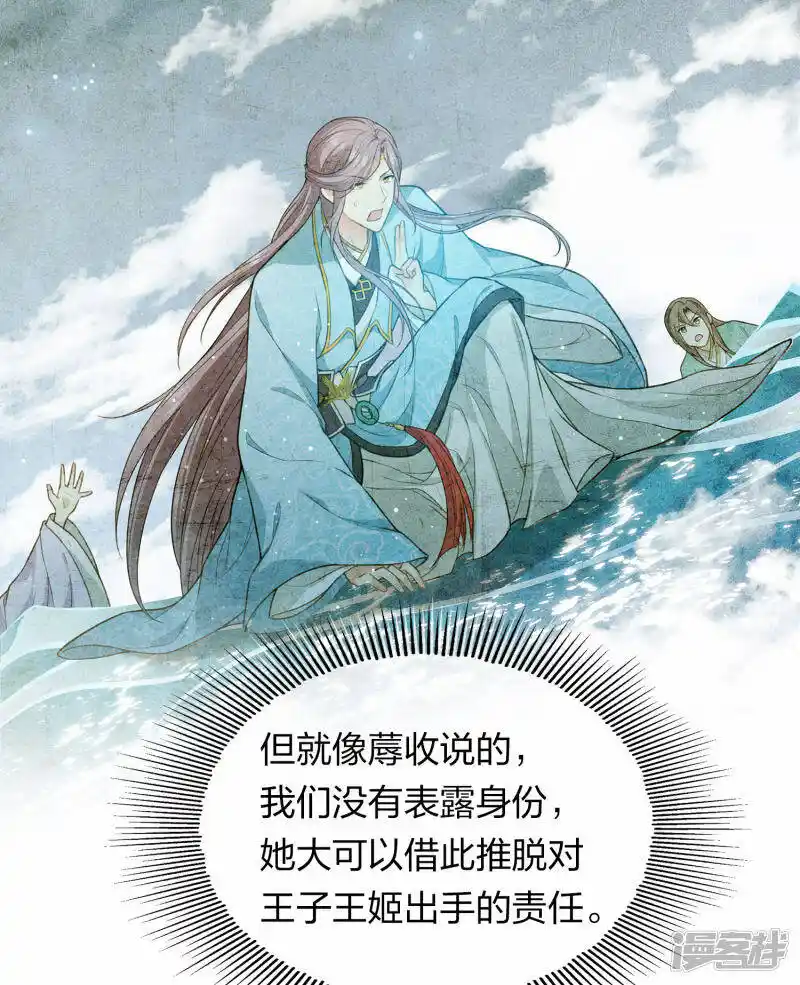 但就像蓐收说的，
我们没有表露身份，
她大可以借此推脱对
王子王姬出手的责任。
漫客栈